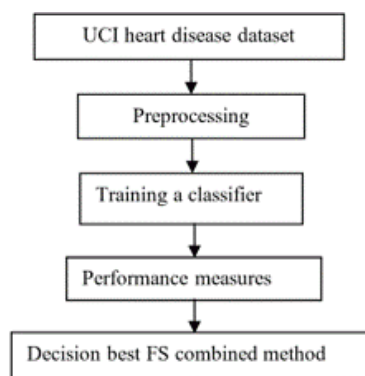 UCI heart disease dataset
Preprocessing
Training a classifier
Performance measures
Decision best FS combined method